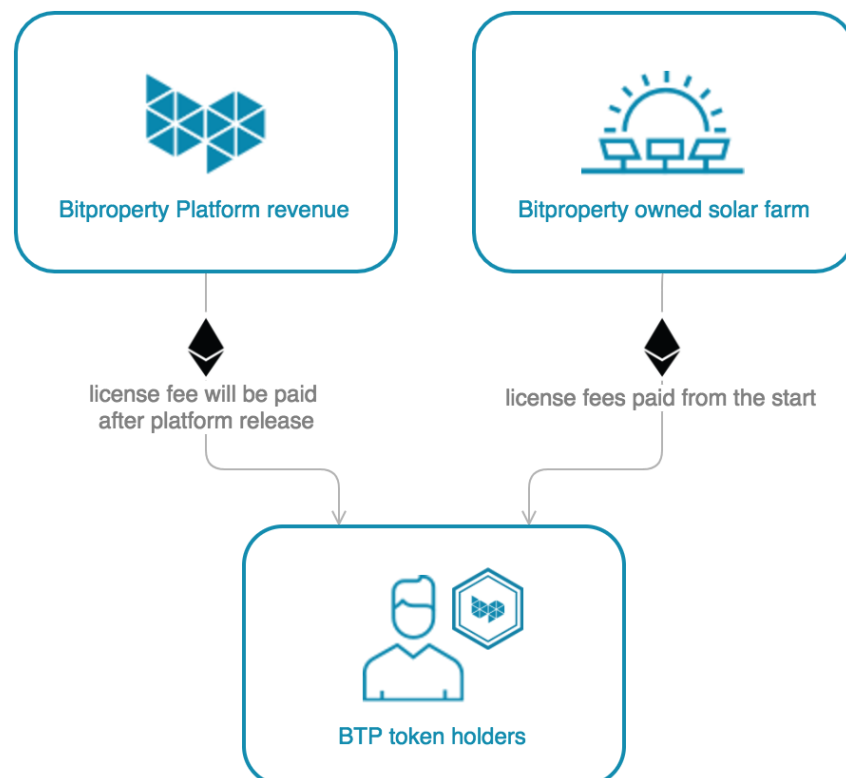 Bitproperty Platform revenue
Bitproperty owned solar farm
license fee will be paid
after platform release
license fees paid from the start
BTP token holders